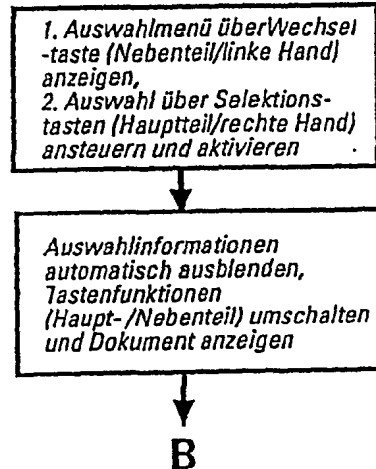 1. Auswahlmenü überWechsel
-taste (Nebenteil/linke Hand)
anzeigen,
2. Auswahl über Selektions-
tasten (Hauptteil/rechte Hand)
ansteuern und aktivieren
Auswahlinformationen
automatisch ausblenden,
Tastenfunktionen
(Haupt-/Nebenteil) umschalten
und Dokument anzeigen
B